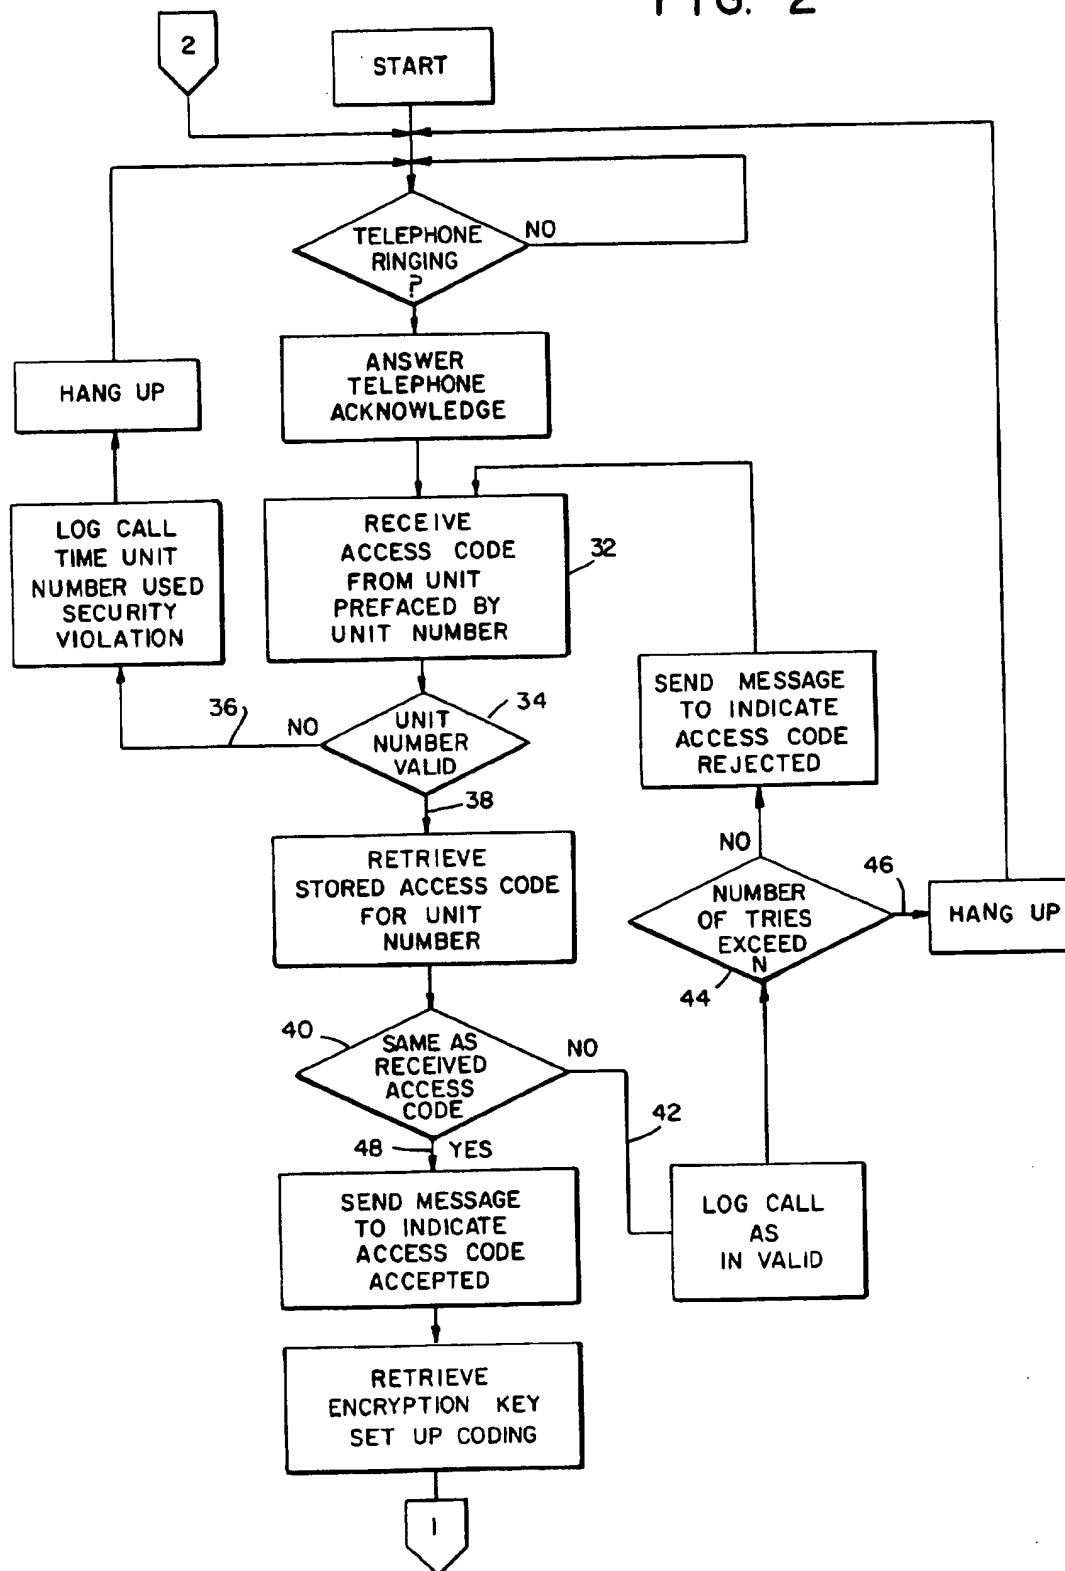 FIG. 2
2
START
TELEPHONE
RINGING
?
NO
ANSWER
TELEPHONE
ACKNOWLEDGE
HANG UP
LOG CALL
TIME UNIT
NUMBER USED
SECURITY
VIOLATION
RECEIVE
ACCESS CODE
FROM UNIT
PREFACED BY
UNIT NUMBER
32
36
NO
UNIT
NUMBER
VALID
34
38
SEND MESSAGE
TO INDICATE
ACCESS CODE
REJECTED
RETRIEVE
STORED ACCESS CODE
FOR UNIT
NUMBER
NO
NUMBER
OF TRIES
EXCEED
N
44
46
HANG UP
40
SAME AS
RECEIVED
ACCESS
CODE
NO
42
48
YES
SEND MESSAGE
TO INDICATE
ACCESS CODE
ACCEPTED
LOG CALL
AS
IN VALID
RETRIEVE
ENCRYPTION KEY
SET UP CODING
1